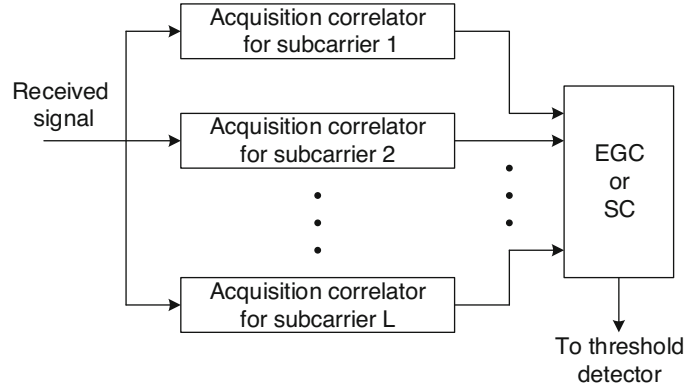 Acquisition correlator
for subcarrier 1
Received
signal
Acquisition correlator
for subcarrier 2
EGC
or
SC
Acquisition correlator
for subcarrier L
To threshold
detector